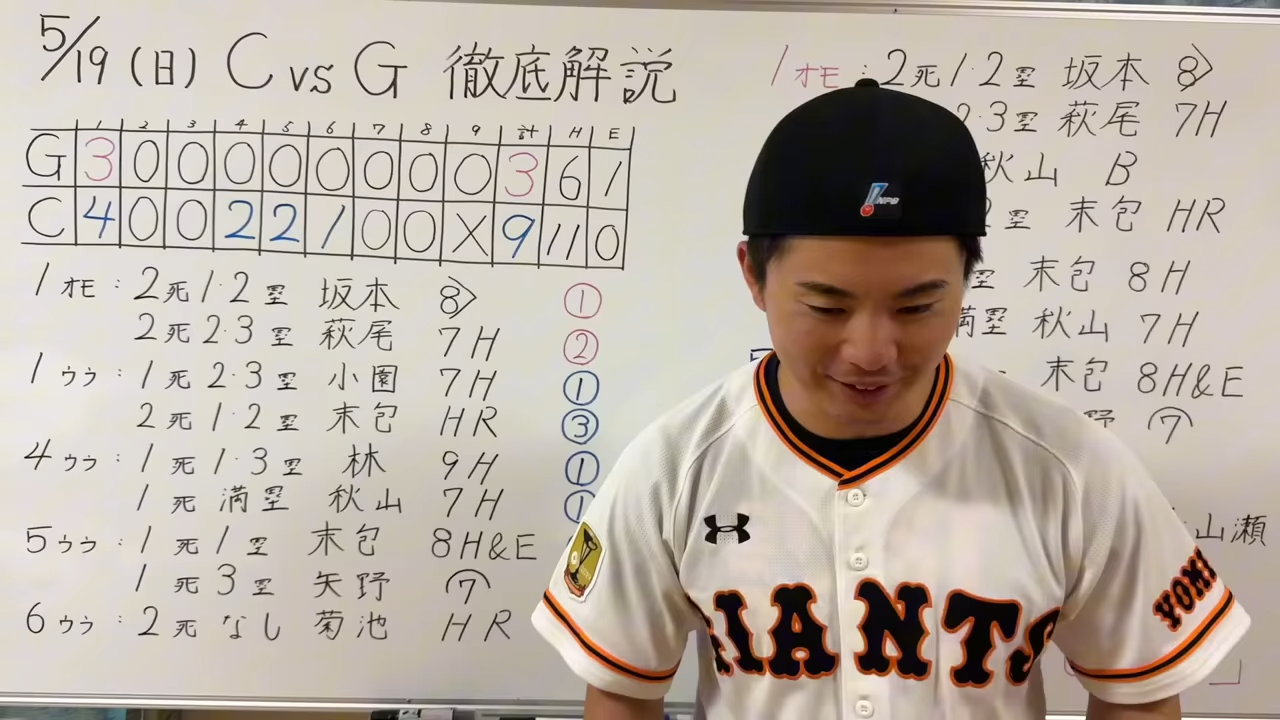 5/19(日) C vs G 徹底解説
1 2 3 4 5 6 7 8 9 計 H E
G 3 0 0 0 0 0 0 0 0 3 6 1
C 4 0 0 2 2 1 0 0 X 9 11 0
1オモ:2死1·2塁 坂本 8> ①
2死2·3塁 萩尾 7H ②
1ウラ:1死2·3塁 小園 7H ①
2死1·2塁 末包 HR ③
4ウラ:1死1·3塁 林 9H ①
1死満塁 秋山 7H ①
5ウラ:1死1塁 末包 8H&E
1死3塁 矢野 ⑦
6ウラ:2死なし 菊池 HR
1オモ:2死1·2塁 坂本 8>
2·3塁 萩尾 7H
秋山 B
塁 末包 HR
塁 末包 8H
満塁 秋山 7H
末包 8H&E
野 ⑦
山瀬
NPB
GIANTS
YOMI